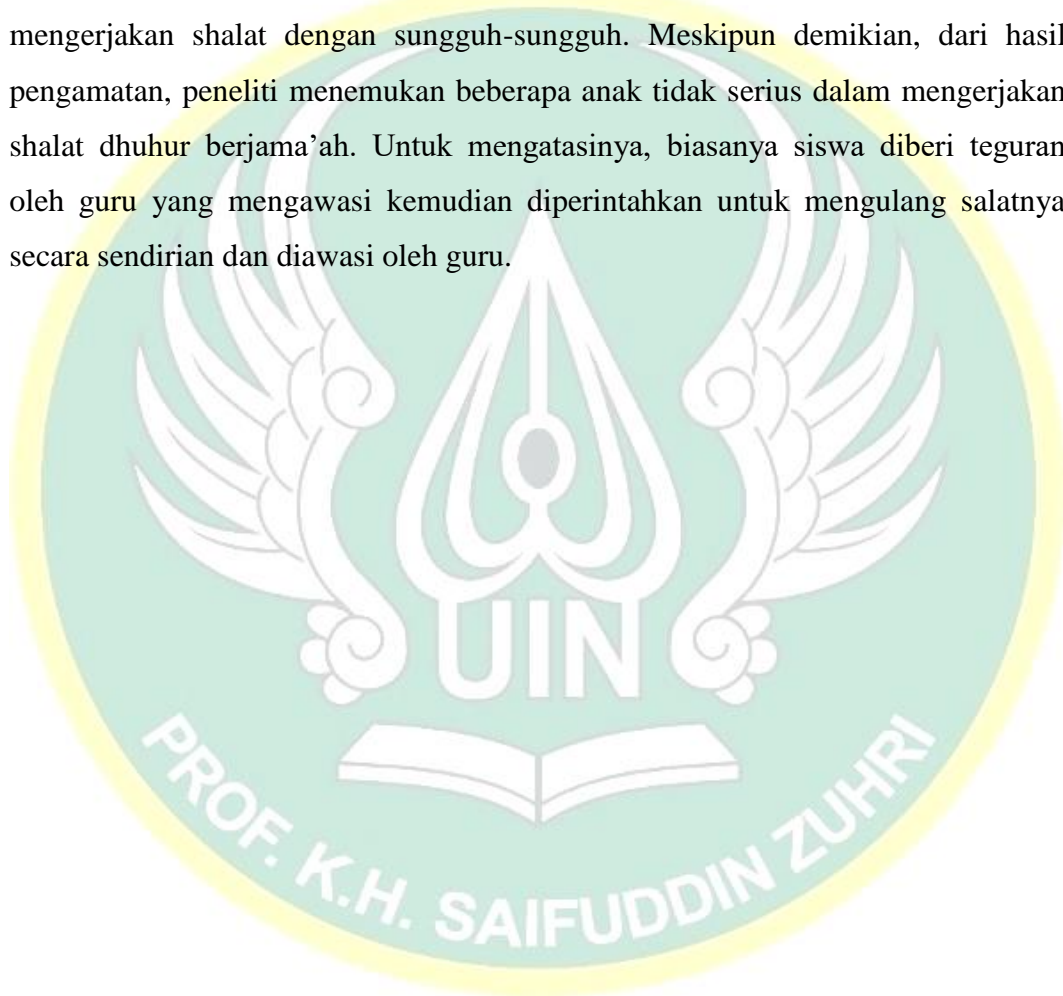 mengerjakan shalat dengan sungguh-sungguh. Meskipun demikian, dari hasil
pengamatan, peneliti menemukan beberapa anak tidak serius dalam mengerjakan
shalat dhuhur berjama’ah. Untuk mengatasinya, biasanya siswa diberi teguran
oleh guru yang mengawasi kemudian diperintahkan untuk mengulang salatnya
secara sendirian dan diawasi oleh guru.
UIN
PROF. K.H. SAIFUDDIN ZUHRI